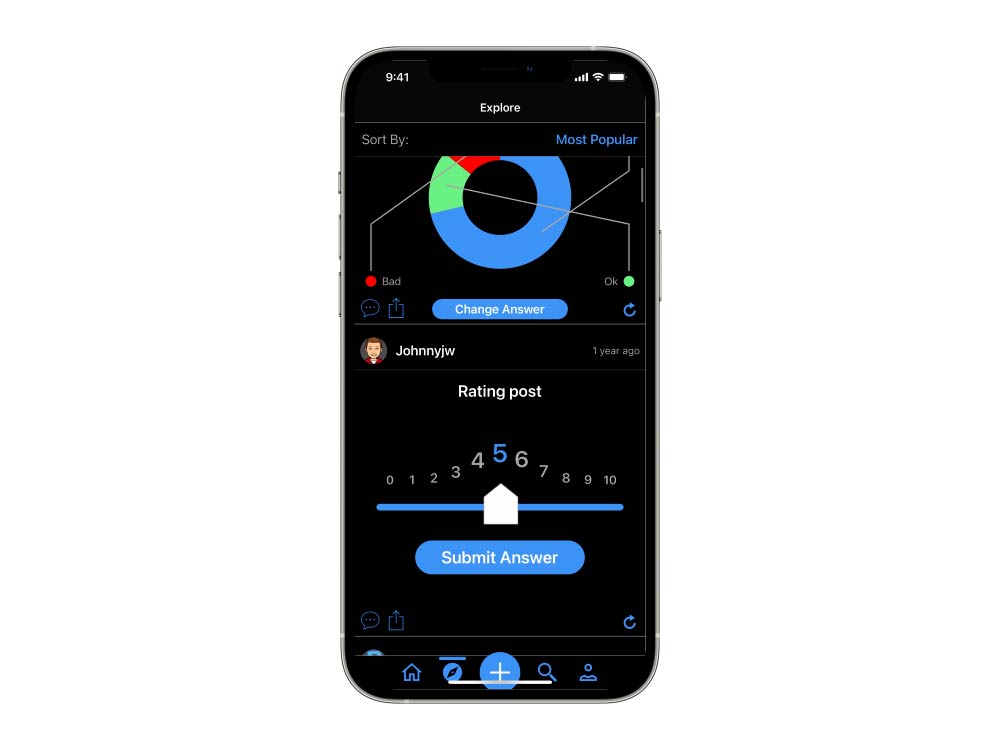 9:41
Explore
Sort By: Most Popular
Bad Ok
Change Answer
Johnnyjw 1 year ago
Rating post
0 1 2 3 4 5 6 7 8 9 10
Submit Answer